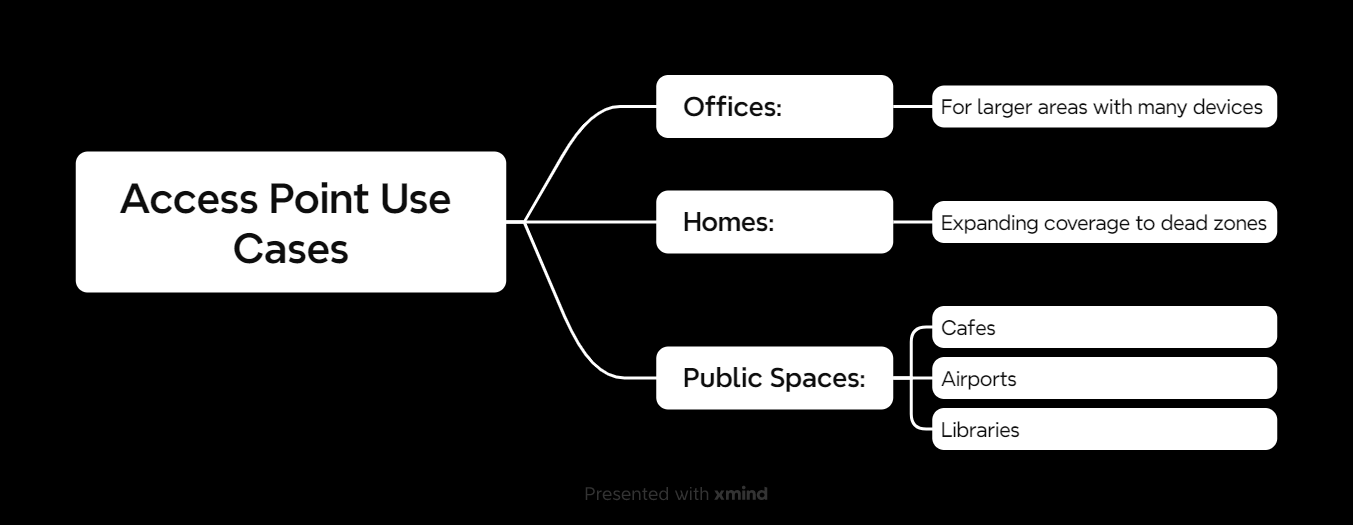 Access Point Use
Cases
Offices:
For larger areas with many devices
Homes:
Expanding coverage to dead zones
Public Spaces:
Cafes
Airports
Libraries
Presented with xmind